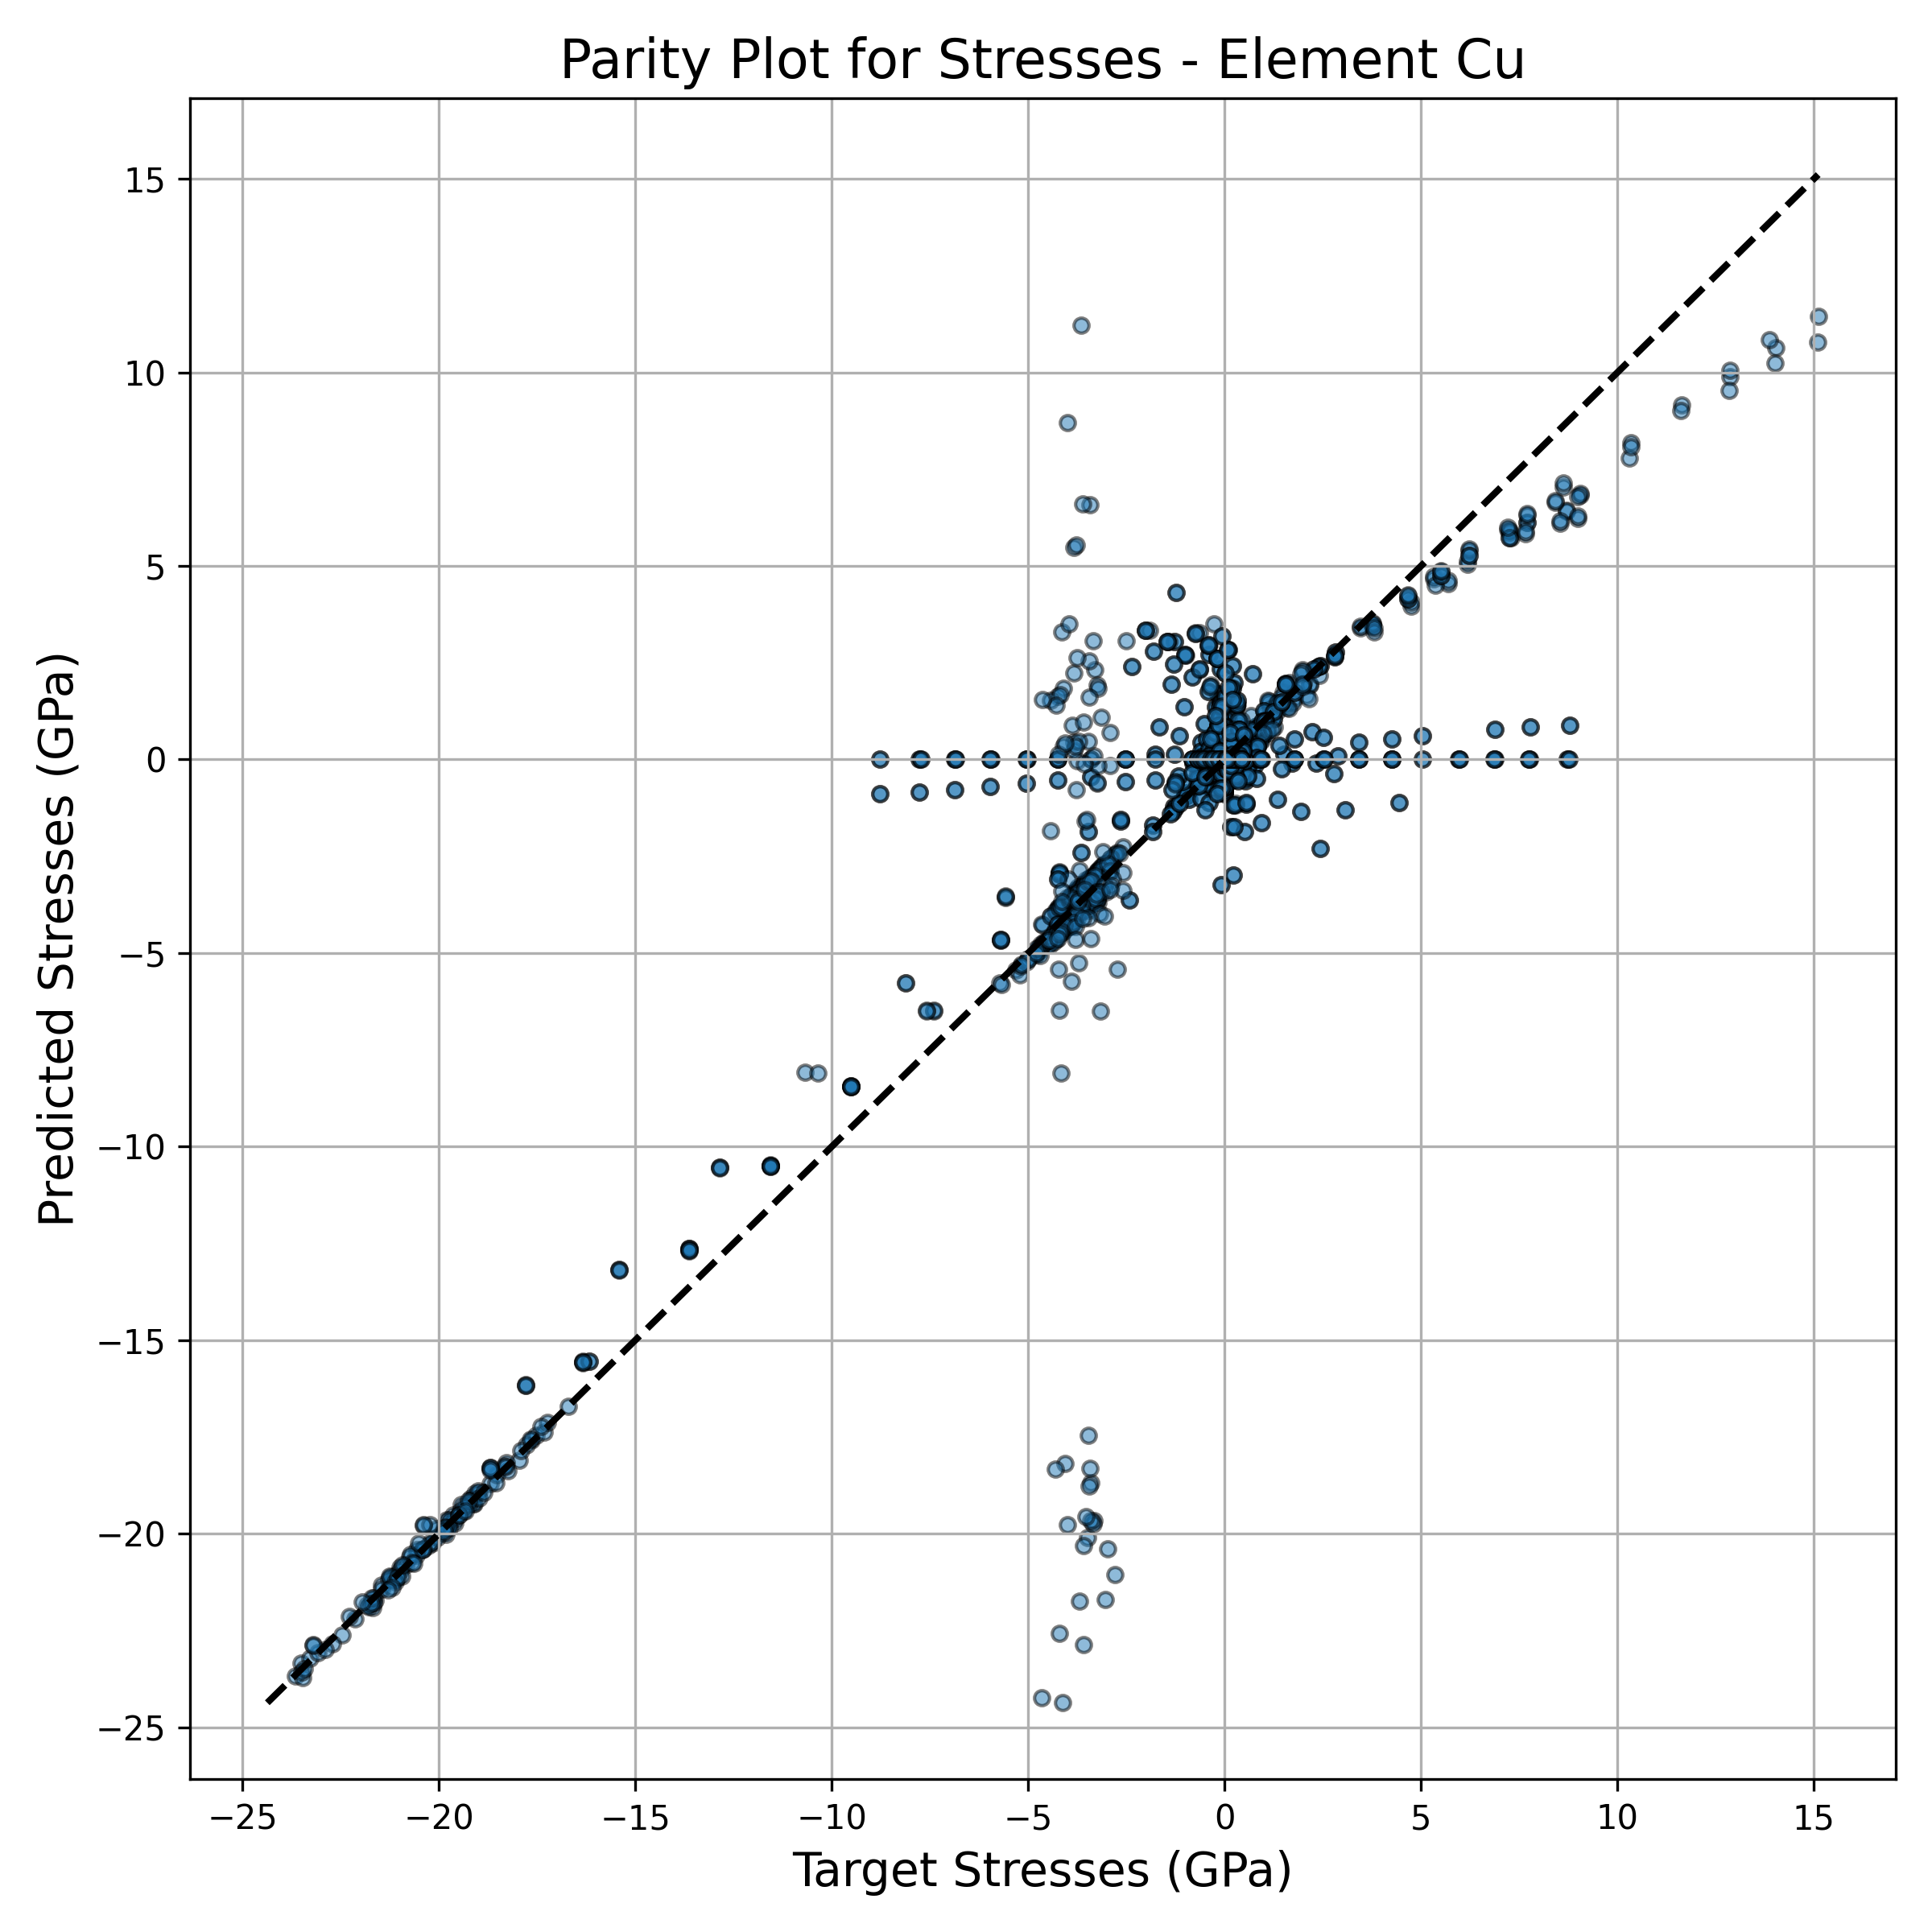 Parity Plot for Stresses - Element Cu
15
10
5
0
−5
−10
−15
−20
−25
Predicted Stresses (GPa)
−25 −20 −15 −10 −5 0 5 10 15
Target Stresses (GPa)